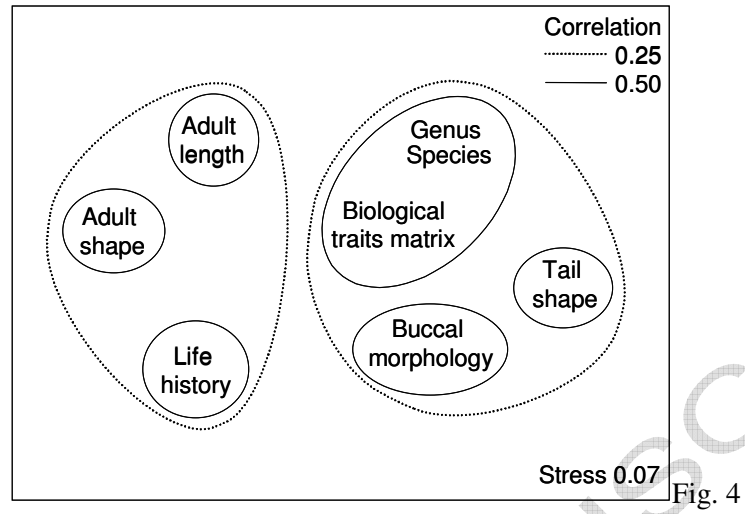 Correlation
0.25
0.50
Adult
length
Genus
Species
Adult
shape
Biological
traits matrix
Tail
shape
Buccal
morphology
Life
history
Stress 0.07
Fig. 4